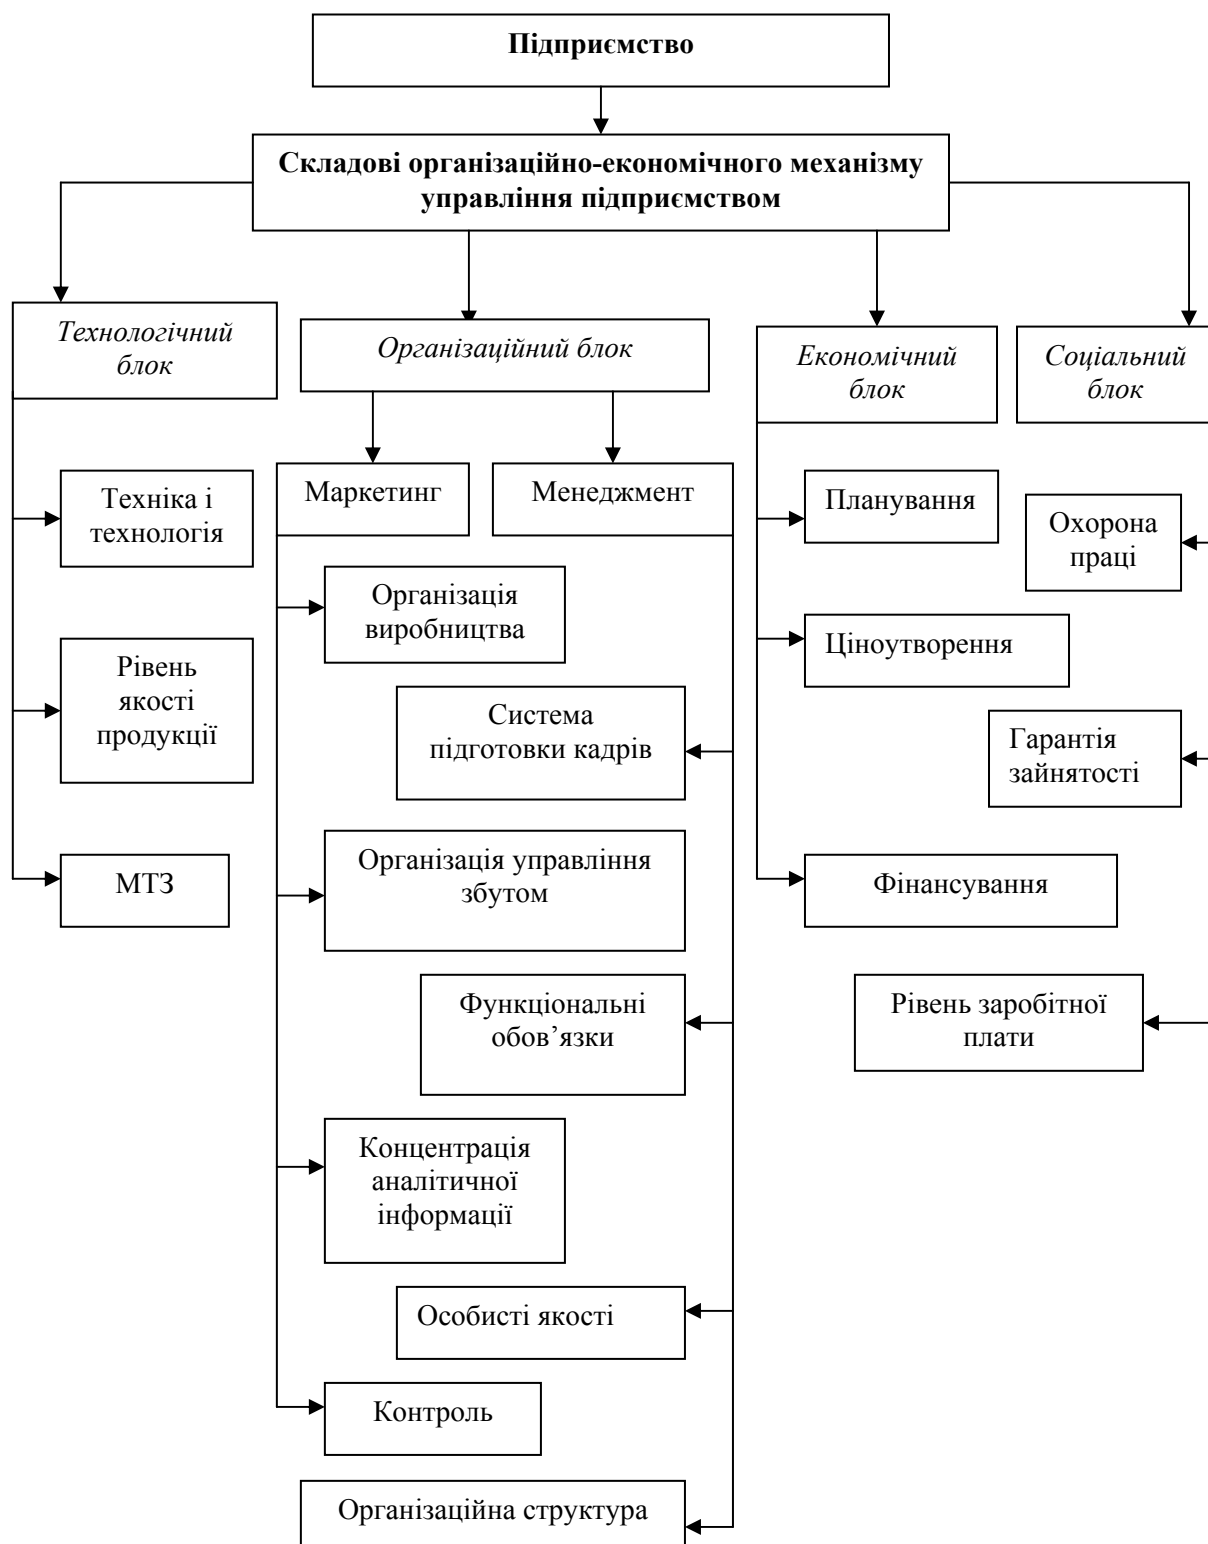 Підприємство
Складові організаційно-економічного механізму
управління підприємством
Технологічний
блок
Організаційний блок
Економічний
блок
Соціальний
блок
Техніка і
технологія
Рівень
якості
продукції
МТЗ
Маркетинг
Менеджмент
Організація
виробництва
Система
підготовки кадрів
Організація управління
збутом
Функціональні
обов’язки
Концентрація
аналітичної
інформації
Особисті якості
Контроль
Організаційна структура
Планування
Ціноутворення
Фінансування
Охорона
праці
Гарантія
зайнятості
Рівень заробітної
плати